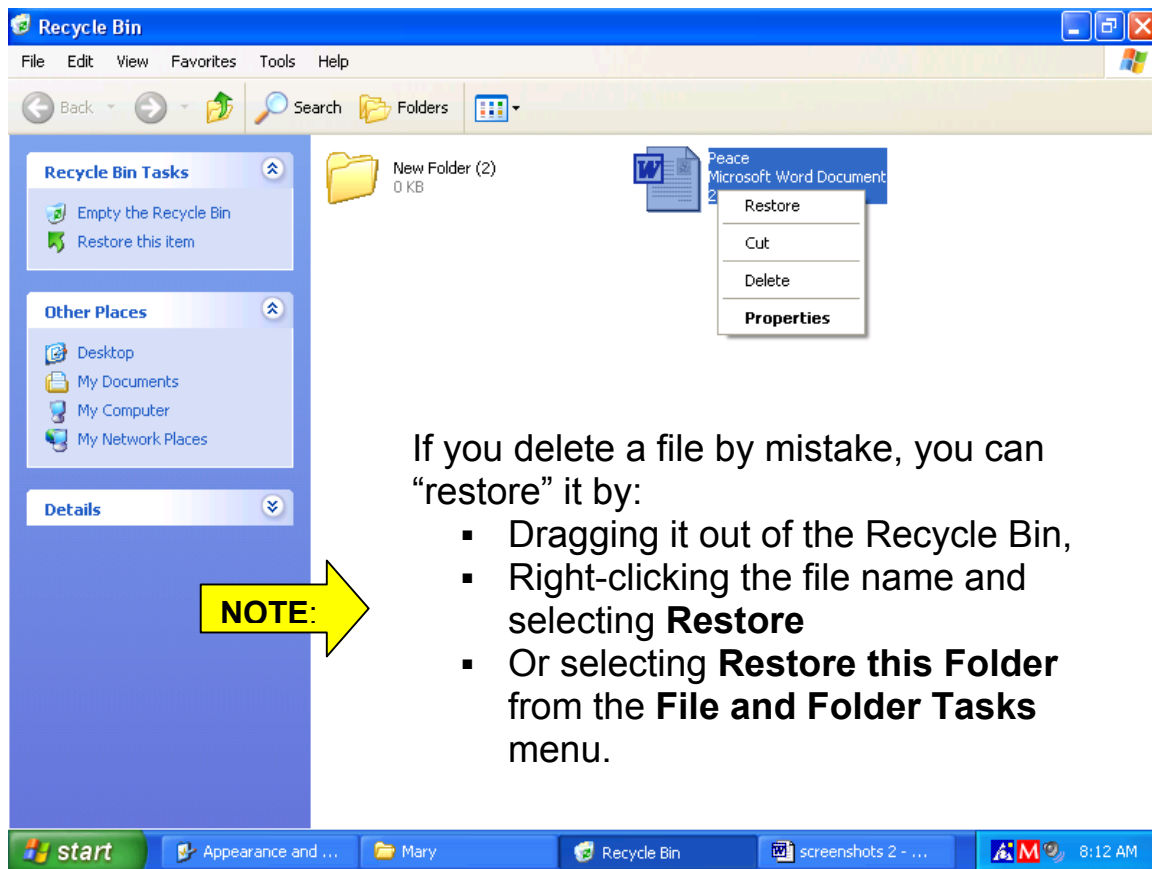 Recycle Bin
File Edit View Favorites Tools Help
Back Search Folders
Recycle Bin Tasks
Empty the Recycle Bin
Restore this item
Other Places
Desktop
My Documents
My Computer
My Network Places
Details
New Folder (2)
0 KB
Peace
Microsoft Word Document
2
Restore
Cut
Delete
Properties
If you delete a file by mistake, you can
“restore” it by:
▪ Dragging it out of the Recycle Bin,
▪ Right-clicking the file name and
selecting Restore
▪ Or selecting Restore this Folder
from the File and Folder Tasks
menu.
NOTE:
start Appearance and ... Mary Recycle Bin screenshots 2 - ... M 8:12 AM